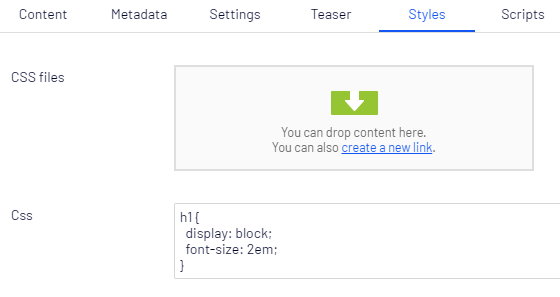 Content Metadata Settings Teaser Styles Scripts
CSS files
You can drop content here.
You can also create a new link.
Css
h1 {
  display: block;
  font-size: 2em;
}